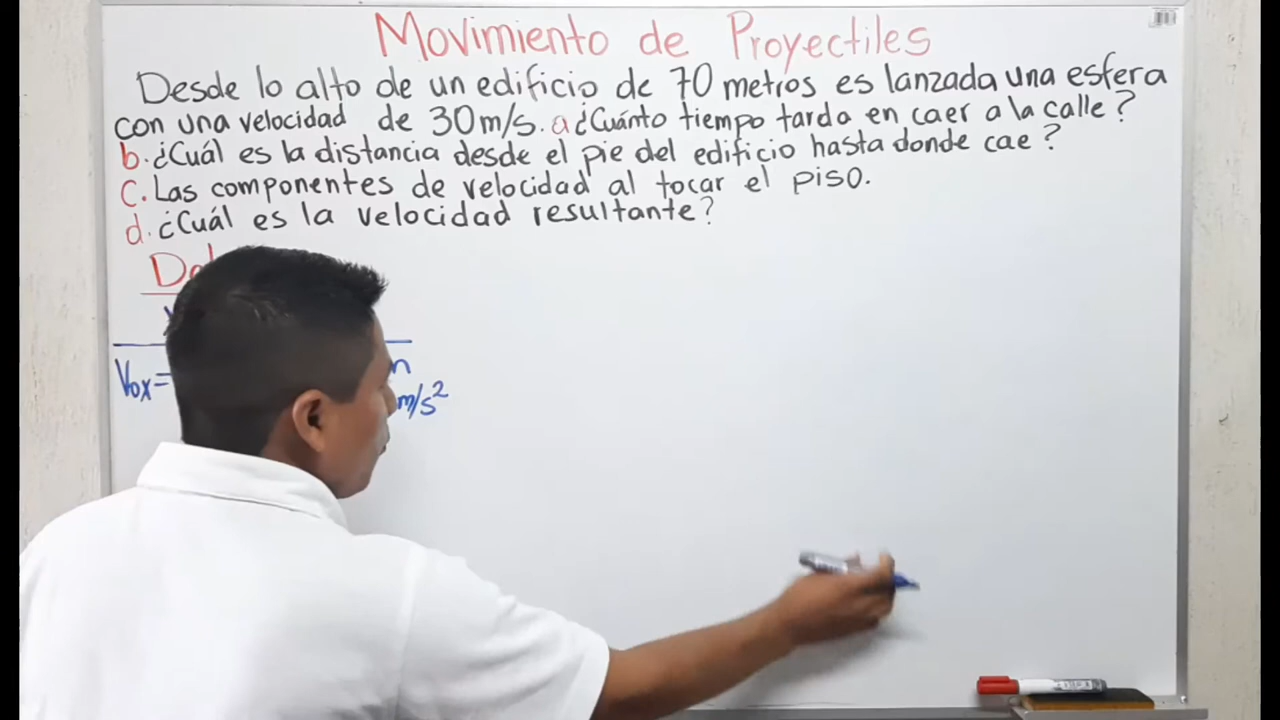 Movimiento de Proyectiles
Desde lo alto de un edificio de 70 metros es lanzada una esfera
con una velocidad de 30m/s. a ¿Cuánto tiempo tarda en caer a la calle?
b. ¿Cuál es la distancia desde el pie del edificio hasta donde cae?
C. Las componentes de velocidad al tocar el piso.
d. ¿Cuál es la velocidad resultante?
Vox=
m/s²